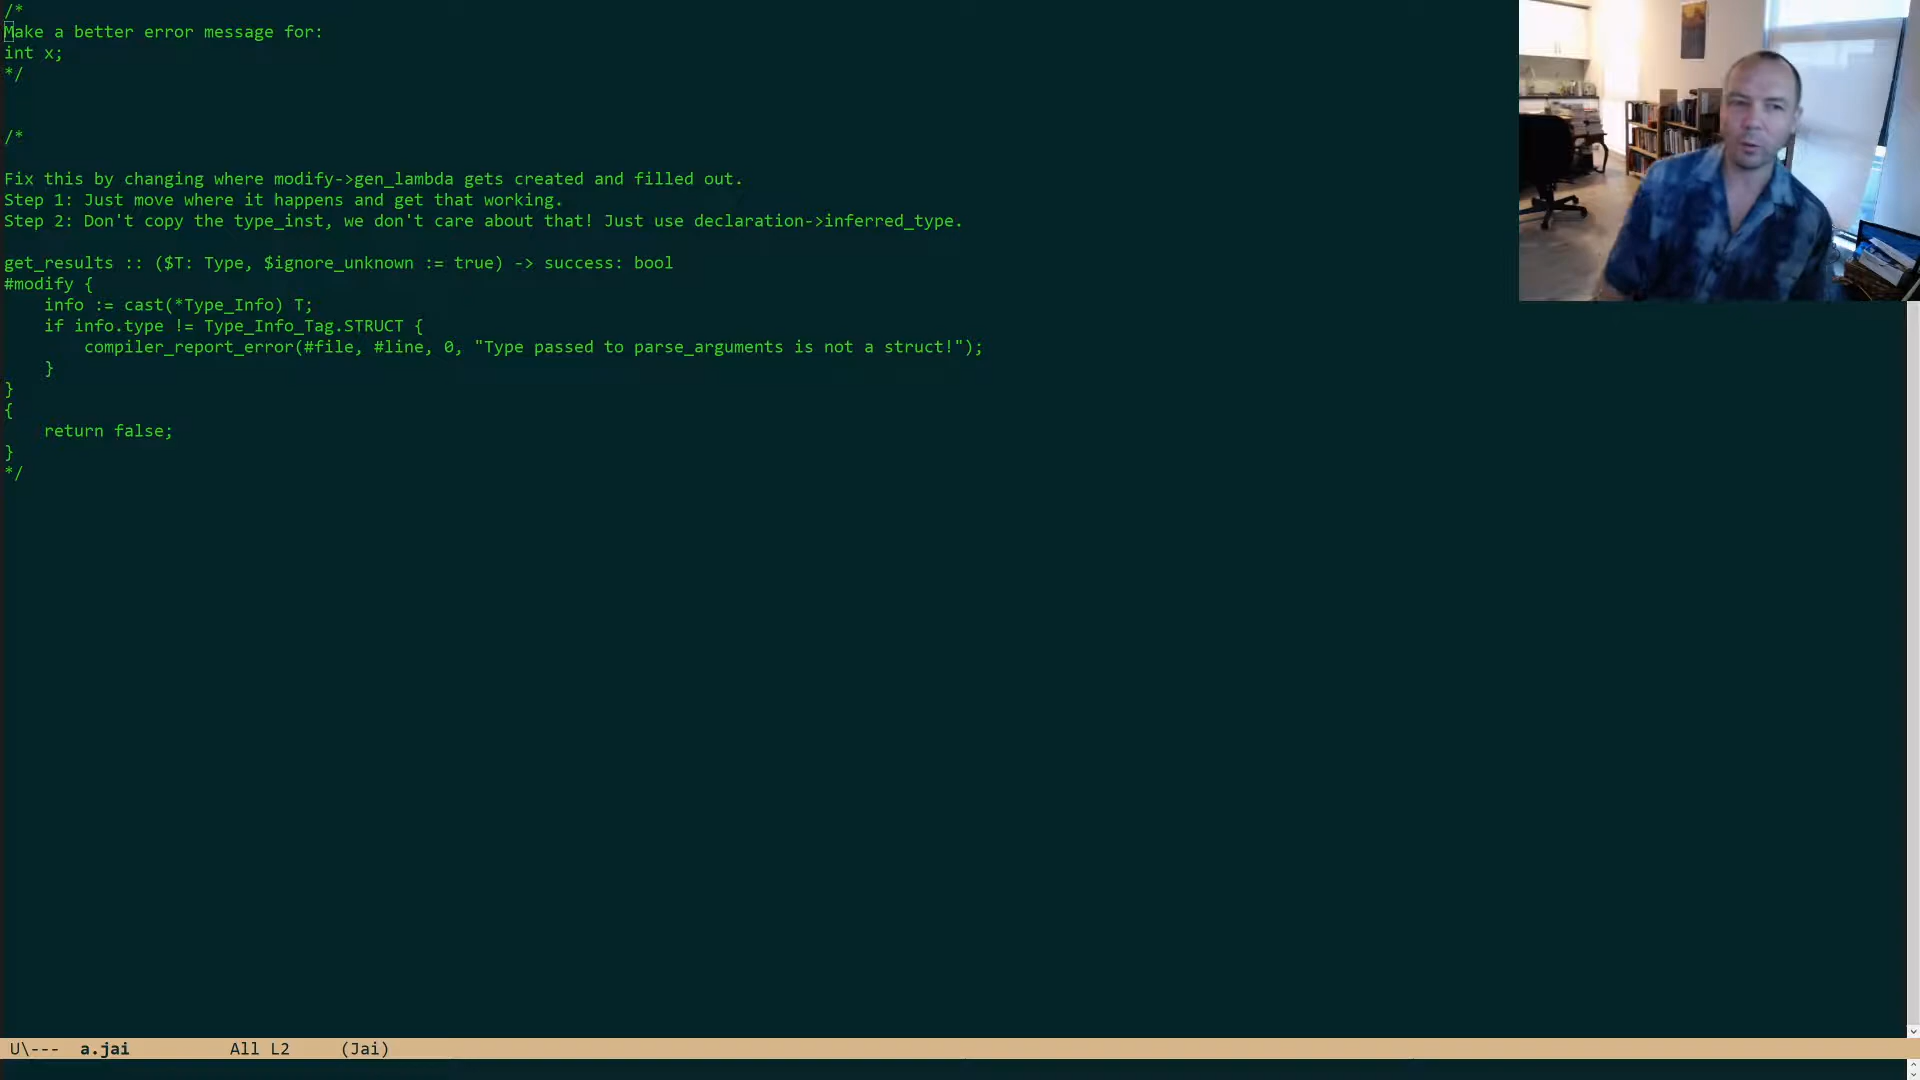 /*
Make a better error message for:
int x;
*/
/*
Fix this by changing where modify->gen_lambda gets created and filled out.
Step 1: Just move where it happens and get that working.
Step 2: Don't copy the type_inst, we don't care about that! Just use declaration->inferred_type.
get_results :: ($T: Type, $ignore_unknown := true) -> success: bool
#modify {
    info := cast(*Type_Info) T;
    if info.type != Type_Info_Tag.STRUCT {
        compiler_report_error(#file, #line, 0, "Type passed to parse_arguments is not a struct!");
    }
}
{
    return false;
}
*/
U\---  a.jai          All L2     (Jai)